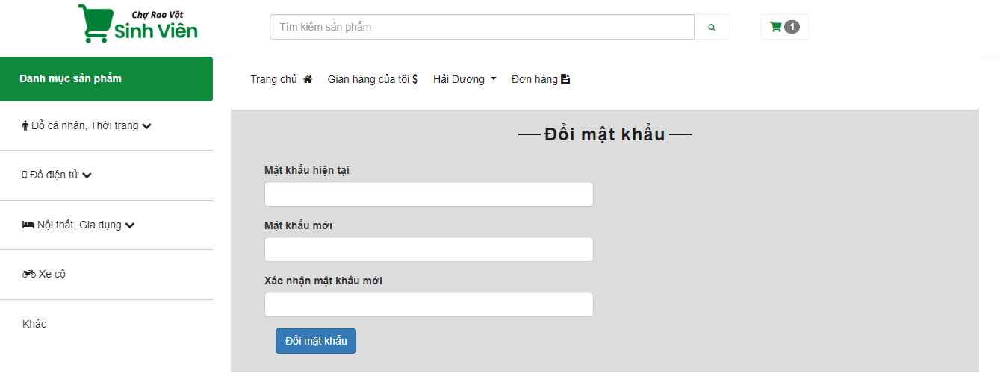 Chợ Rao Vặt
Sinh Viên
Tìm kiếm sản phẩm
1
Danh mục sản phẩm
Trang chủ
Gian hàng của tôi
Hải Dương
Đơn hàng
Đồ cá nhân, Thời trang
Đồ điện tử
Nội thất, Gia dụng
Xe cộ
Khác
Đổi mật khẩu
Mật khẩu hiện tại
Mật khẩu mới
Xác nhận mật khẩu mới
Đổi mật khẩu